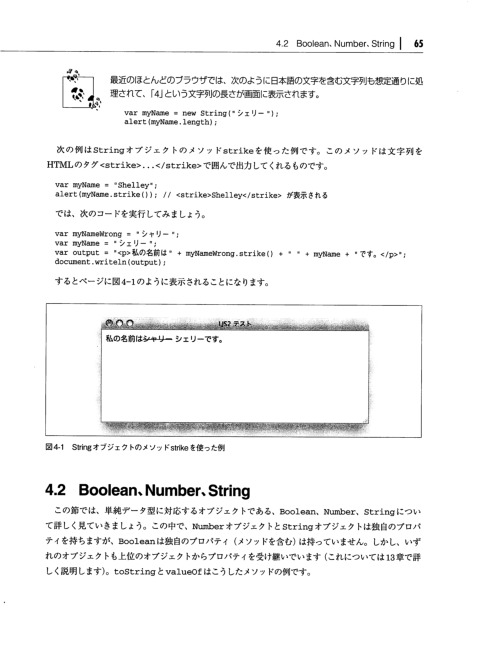 4.2 Boolean、Number、String | 65
最近のほとんどのブラウザでは、次のように日本語の文字を含む文字列も想定通りに処
理されて、「4」という文字列の長さが画面に表示されます。
var myName = new String("シェリー");
alert(myName.length);
次の例はStringオブジェクトのメソッドstrikeを使った例です。このメソッドは文字列を
HTMLのタグ<strike>...</strike>で囲んで出力してくれるものです。
var myName = "Shelley";
alert(myName.strike()); // <strike>Shelley</strike> が表示される
では、次のコードを実行してみましょう。
var myNameWrong = "シャリー";
var myName = "シェリー";
var output = "<p>私の名前は" + myNameWrong.strike() + " " + myName + "です。</p>";
document.writeln(output);
するとページに図4-1のように表示されることになります。
US2 テスト
私の名前はシャリー シェリーです。
図4-1 Stringオブジェクトのメソッドstrikeを使った例
4.2 Boolean、Number、String
この節では、単純データ型に対応するオブジェクトである、Boolean、Number、Stringについ
て詳しく見ていきましょう。この中で、NumberオブジェクトとStringオブジェクトは独自のプロパ
ティを持ちますが、Booleanは独自のプロパティ(メソッドを含む)は持っていません。しかし、いず
れのオブジェクトも上位のオブジェクトからプロパティを受け継いでいます(これについては13章で詳
しく説明します)。toStringとvalueOfはこうしたメソッドの例です。